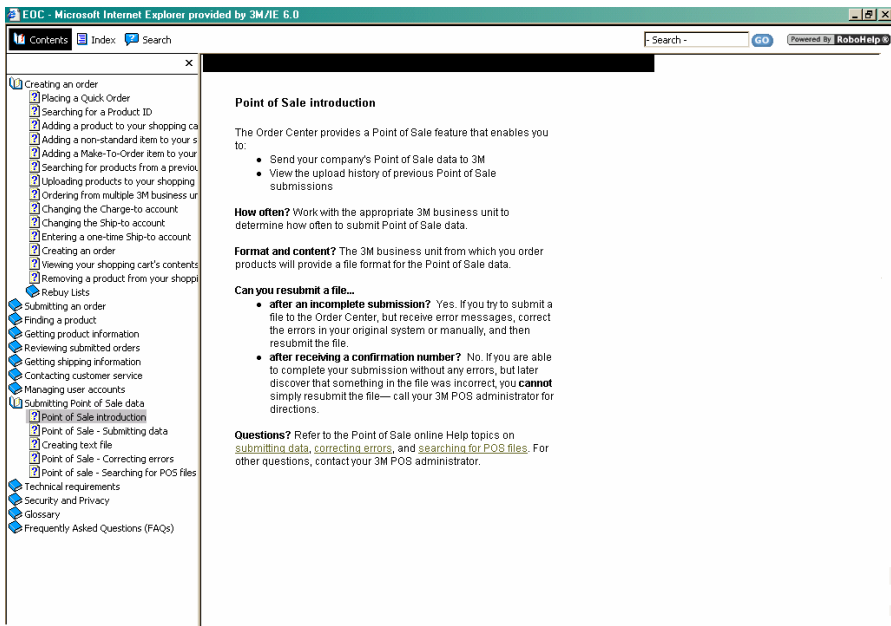 EOC - Microsoft Internet Explorer provided by 3M/IE 6.0
Contents Index Search
- Search - GO Powered By RoboHelp®
Creating an order
Placing a Quick Order
Searching for a Product ID
Adding a product to your shopping ca
Adding a non-standard item to your s
Adding a Make-To-Order item to your
Searching for products from a previou
Uploading products to your shopping
Ordering from multiple 3M business ur
Changing the Charge-to account
Changing the Ship-to account
Entering a one-time Ship-to account
Creating an order
Viewing your shopping cart's contents
Removing a product from your shoppi
Rebuy Lists
Submitting an order
Finding a product
Getting product information
Reviewing submitted orders
Getting shipping information
Contacting customer service
Managing user accounts
Submitting Point of Sale data
Point of Sale introduction
Point of Sale - Submitting data
Creating text file
Point of Sale - Correcting errors
Point of sale - Searching for POS files
Technical requirements
Security and Privacy
Glossary
Frequently Asked Questions (FAQs)
Point of Sale introduction
The Order Center provides a Point of Sale feature that enables you
to:
• Send your company's Point of Sale data to 3M
• View the upload history of previous Point of Sale
submissions
How often? Work with the appropriate 3M business unit to
determine how often to submit Point of Sale data.
Format and content? The 3M business unit from which you order
products will provide a file format for the Point of Sale data.
Can you resubmit a file...
• after an incomplete submission? Yes. If you try to submit a
file to the Order Center, but receive error messages, correct
the errors in your original system or manually, and then
resubmit the file.
• after receiving a confirmation number? No. If you are able
to complete your submission without any errors, but later
discover that something in the file was incorrect, you cannot
simply resubmit the file— call your 3M POS administrator for
directions.
Questions? Refer to the Point of Sale online Help topics on
submitting data, correcting errors, and searching for POS files. For
other questions, contact your 3M POS administrator.